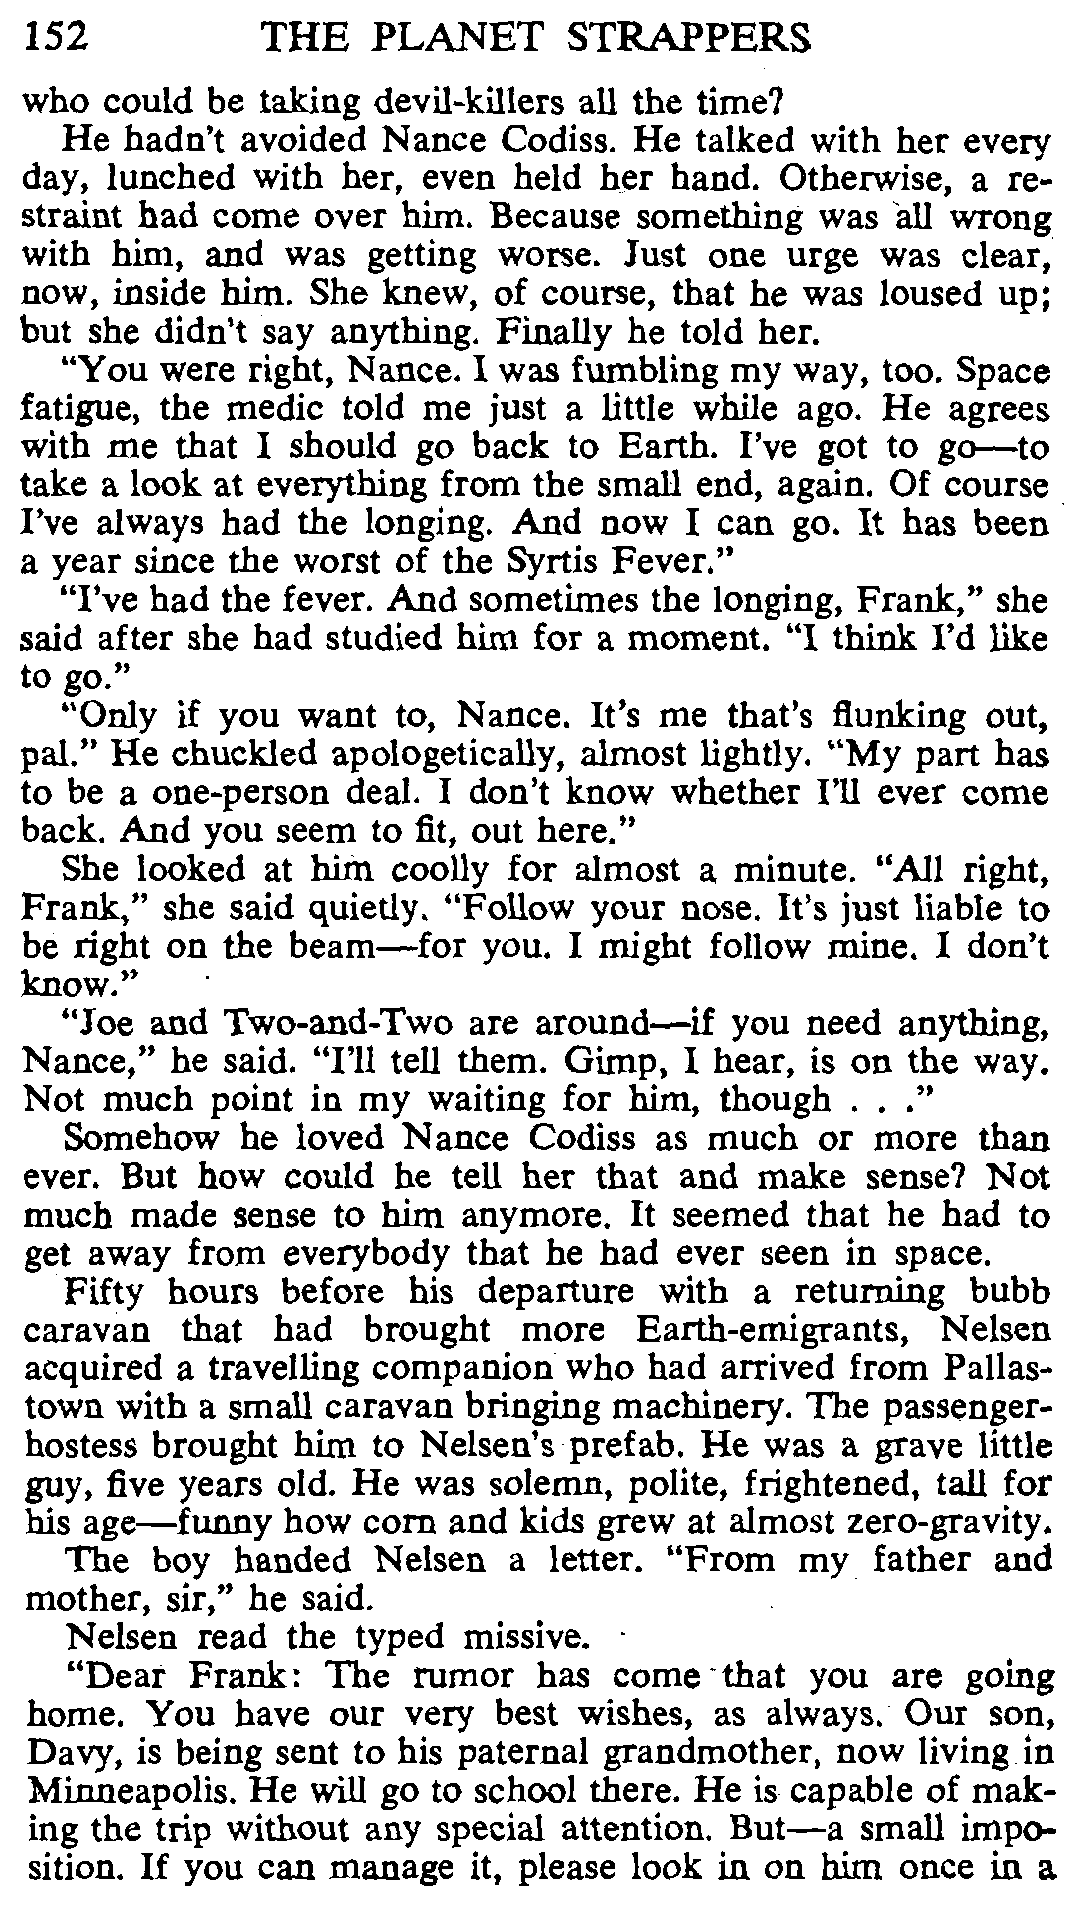 152 THE PLANET STRAPPERS
who could be taking devil-killers all the time?
He hadn't avoided Nance Codiss. He talked with her every
day, lunched with her, even held her hand. Otherwise, a re-
straint had come over him. Because something was all wrong
with him, and was getting worse. Just one urge was clear,
now, inside him. She knew, of course, that he was loused up;
but she didn't say anything. Finally he told her.
"You were right, Nance. I was fumbling my way, too. Space
fatigue, the medic told me just a little while ago. He agrees
with me that I should go back to Earth. I've got to go—to
take a look at everything from the small end, again. Of course
I've always had the longing. And now I can go. It has been
a year since the worst of the Syrtis Fever."
"I've had the fever. And sometimes the longing, Frank," she
said after she had studied him for a moment. "I think I'd like
to go."
"Only if you want to, Nance. It's me that's flunking out,
pal." He chuckled apologetically, almost lightly. "My part has
to be a one-person deal. I don't know whether I'll ever come
back. And you seem to fit, out here."
She looked at him coolly for almost a minute. "All right,
Frank," she said quietly. "Follow your nose. It's just liable to
be right on the beam—for you. I might follow mine. I don't
know."
"Joe and Two-and-Two are around—if you need anything,
Nance," he said. "I'll tell them. Gimp, I hear, is on the way.
Not much point in my waiting for him, though . . ."
Somehow he loved Nance Codiss as much or more than
ever. But how could he tell her that and make sense? Not
much made sense to him anymore. It seemed that he had to
get away from everybody that he had ever seen in space.
Fifty hours before his departure with a returning bubb
caravan that had brought more Earth-emigrants, Nelsen
acquired a travelling companion who had arrived from Pallas-
town with a small caravan bringing machinery. The passenger-
hostess brought him to Nelsen's prefab. He was a grave little
guy, five years old. He was solemn, polite, frightened, tall for
his age—funny how corn and kids grew at almost zero-gravity.
The boy handed Nelsen a letter. "From my father and
mother, sir," he said.
Nelsen read the typed missive.
"Dear Frank: The rumor has come that you are going
home. You have our very best wishes, as always. Our son,
Davy, is being sent to his paternal grandmother, now living in
Minneapolis. He will go to school there. He is capable of mak-
ing the trip without any special attention. But—a small impo-
sition. If you can manage it, please look in on him once in a